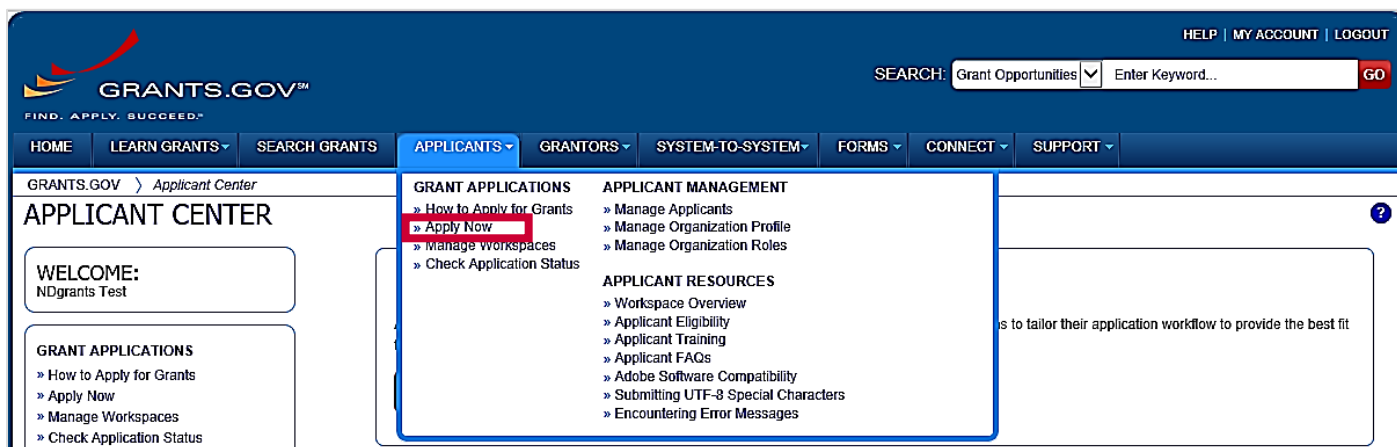 HELP | MY ACCOUNT | LOGOUT
SEARCH: Grant Opportunities Enter Keyword... GO
GRANTS.GOV℠
FIND. APPLY. SUCCEED.℠
HOME LEARN GRANTS SEARCH GRANTS APPLICANTS GRANTORS SYSTEM-TO-SYSTEM FORMS CONNECT SUPPORT
GRANTS.GOV 〉 Applicant Center
APPLICANT CENTER
?
WELCOME:
NDgrants Test
GRANT APPLICATIONS
» How to Apply for Grants
» Apply Now
» Manage Workspaces
» Check Application Status
GRANT APPLICATIONS
» How to Apply for Grants
» Apply Now
» Manage Workspaces
» Check Application Status
APPLICANT MANAGEMENT
» Manage Applicants
» Manage Organization Profile
» Manage Organization Roles
APPLICANT RESOURCES
» Workspace Overview
» Applicant Eligibility
» Applicant Training
» Applicant FAQs
» Adobe Software Compatibility
» Submitting UTF-8 Special Characters
» Encountering Error Messages
to tailor their application workflow to provide the best fit